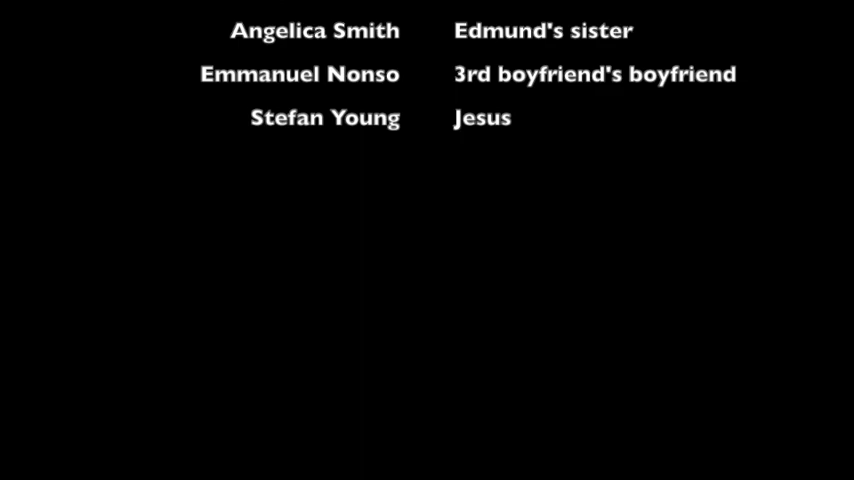 Angelica Smith Edmund's sister
Emmanuel Nonso 3rd boyfriend's boyfriend
Stefan Young Jesus